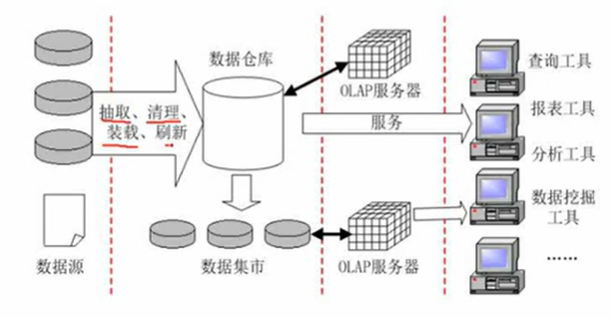 数据仓库
OLAP服务器
查询工具
抽取、清理、
装载、刷新
服务
报表工具
分析工具
数据挖掘
工具
数据源
数据集市
OLAP服务器
……